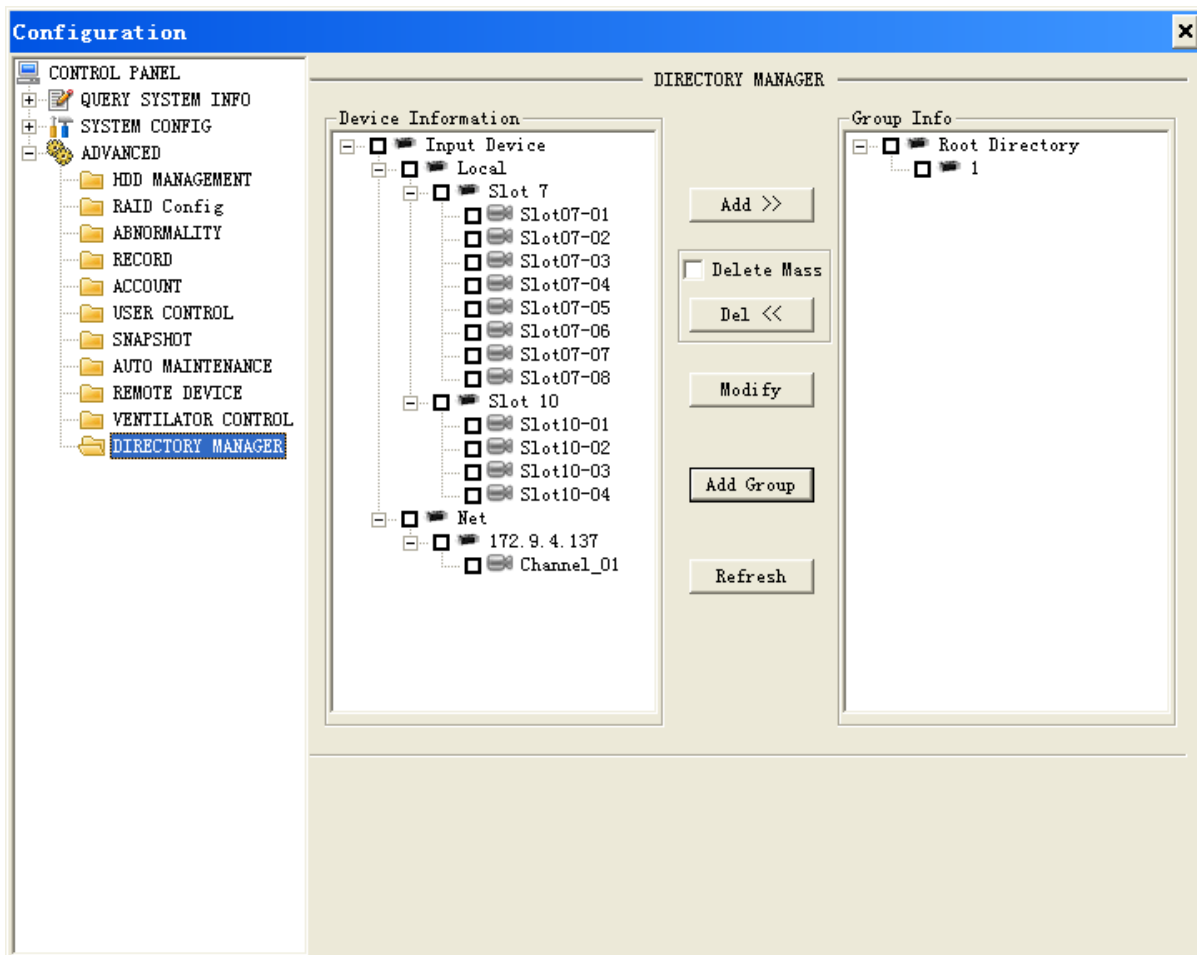 Configuration
CONTROL PANEL
QUERY SYSTEM INFO
SYSTEM CONFIG
ADVANCED
HDD MANAGEMENT
RAID Config
ABNORMALITY
RECORD
ACCOUNT
USER CONTROL
SNAPSHOT
AUTO MAINTENANCE
REMOTE DEVICE
VENTILATOR CONTROL
DIRECTORY MANAGER
DIRECTORY MANAGER
Device Information
Input Device
Local
Slot 7
Slot07-01
Slot07-02
Slot07-03
Slot07-04
Slot07-05
Slot07-06
Slot07-07
Slot07-08
Slot 10
Slot10-01
Slot10-02
Slot10-03
Slot10-04
Net
172.9.4.137
Channel_01
Add >>
Delete Mass
Del <<
Modify
Add Group
Refresh
Group Info
Root Directory
1